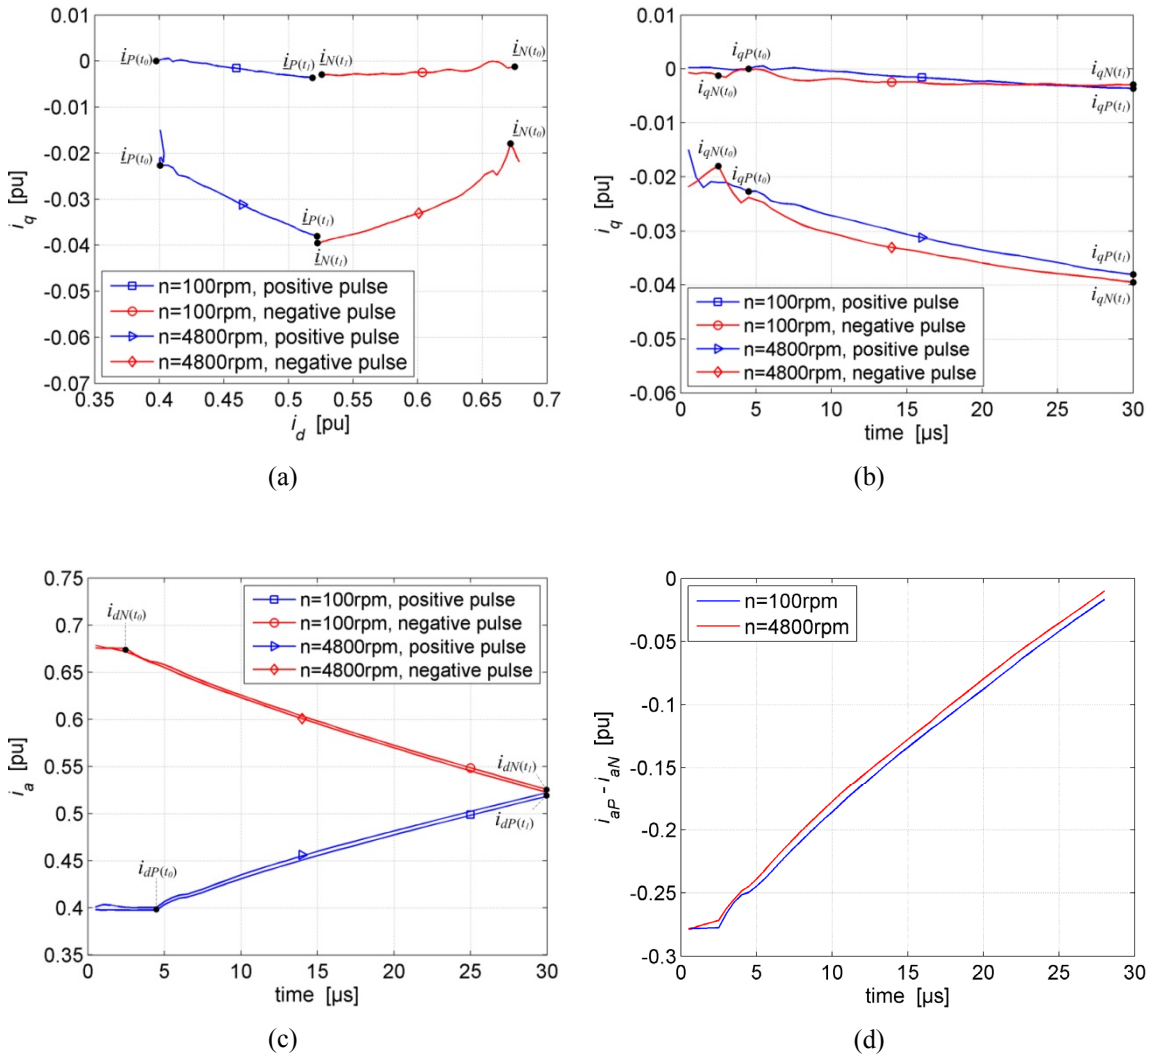 0.01
0
-0.01
-0.02
-0.03
-0.04
-0.05
-0.06
-0.07
i_q [pu]
0.35 0.4 0.45 0.5 0.55 0.6 0.65 0.7
i_d [pu]
i_P(t₀)
i_P(t₁) i_N(t₁)
i_N(t₀)
i_P(t₀)
i_N(t₀)
i_P(t₁)
i_N(t₁)
n=100rpm, positive pulse
n=100rpm, negative pulse
n=4800rpm, positive pulse
n=4800rpm, negative pulse
(a)
0.01
0
-0.01
-0.02
-0.03
-0.04
-0.05
-0.06
i_q [pu]
0 5 10 15 20 25 30
time [μs]
i_qP(t₀)
i_qN(t₀)
i_qN(t₁)
i_qP(t₁)
i_qN(t₀)
i_qP(t₀)
i_qP(t₁)
i_qN(t₁)
n=100rpm, positive pulse
n=100rpm, negative pulse
n=4800rpm, positive pulse
n=4800rpm, negative pulse
(b)
0.75
0.7
0.65
0.6
0.55
0.5
0.45
0.4
0.35
i_a [pu]
0 5 10 15 20 25 30
time [μs]
i_dN(t₀)
i_dN(t₁)
i_dP(t₁)
i_dP(t₀)
n=100rpm, positive pulse
n=100rpm, negative pulse
n=4800rpm, positive pulse
n=4800rpm, negative pulse
(c)
0
-0.05
-0.1
-0.15
-0.2
-0.25
-0.3
i_aP - i_aN [pu]
0 5 10 15 20 25 30
time [μs]
n=100rpm
n=4800rpm
(d)